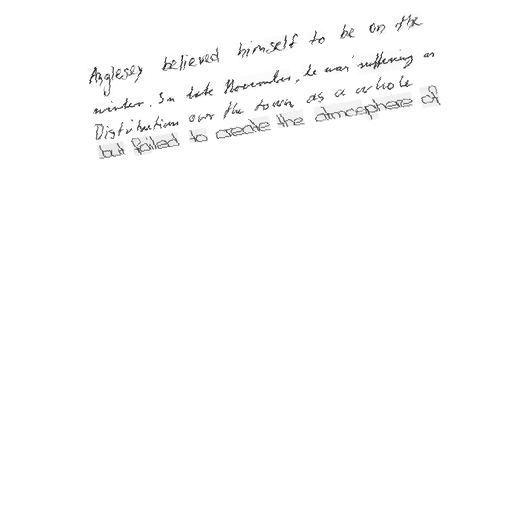 Anglesey believed himself to be on the
winter. In late November, he was suffering an
Distribution over the town as a whole
but failed to create the atmosphere of